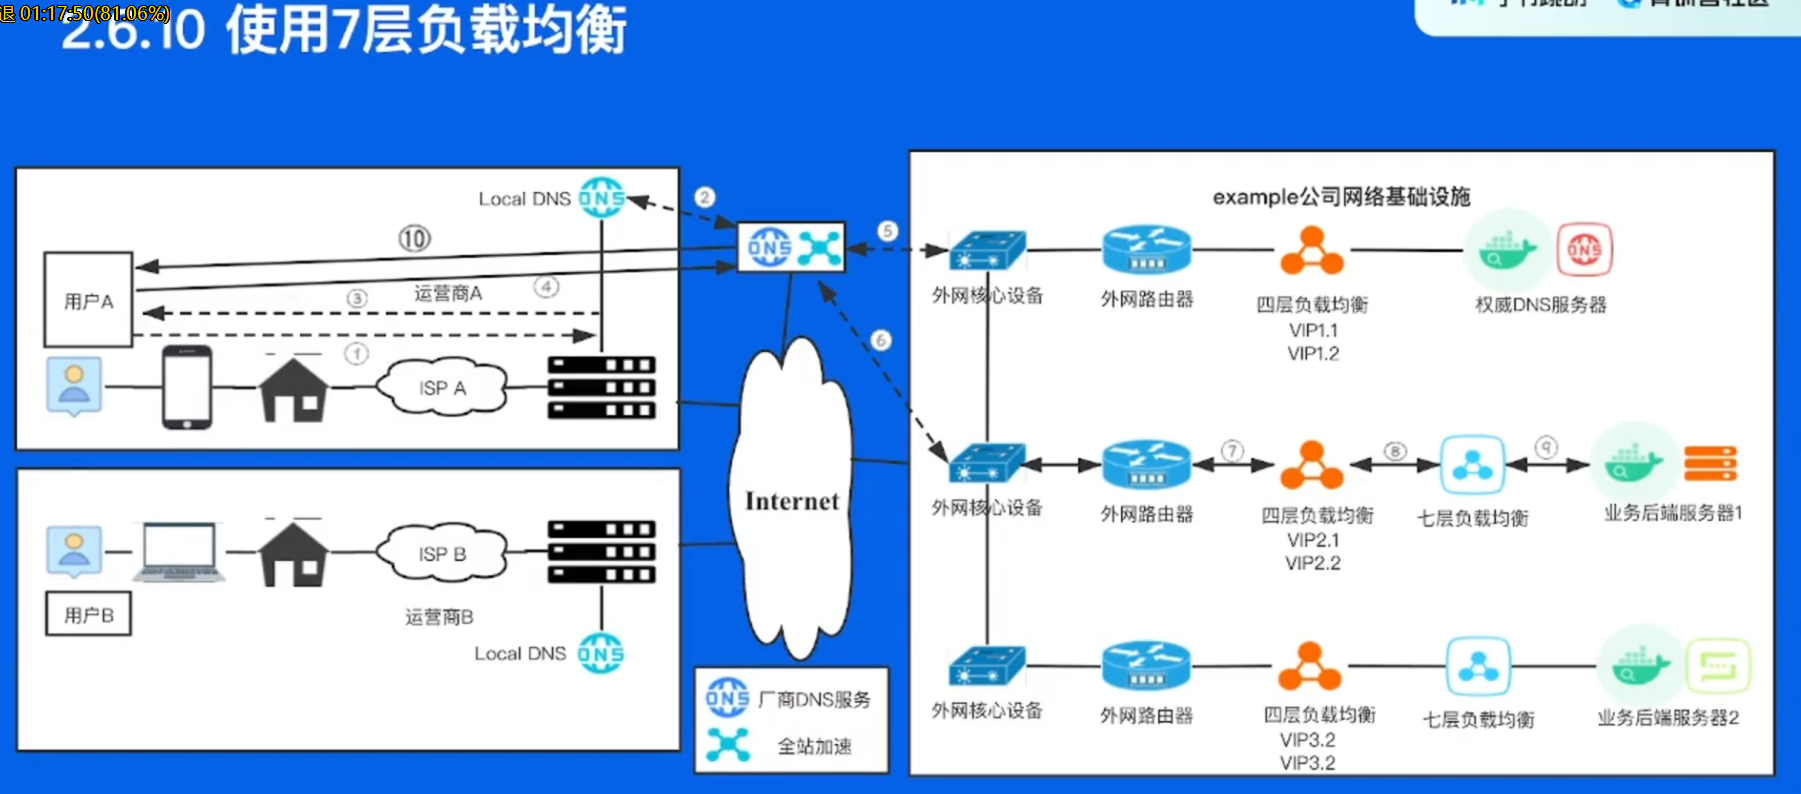 退 01:17:50(81.06%)
2.6.10 使用7层负载均衡
example公司网络基础设施
Local DNS
DNS
②
DNS
⑤
⑩
④
③
①
运营商A
用户A
ISP A
外网核心设备
外网路由器
四层负载均衡
VIP1.1
VIP1.2
DNS
权威DNS服务器
⑥
⑦
⑧
⑨
外网核心设备
外网路由器
四层负载均衡
VIP2.1
VIP2.2
七层负载均衡
业务后端服务器1
Internet
ISP B
用户B
运营商B
Local DNS
DNS
DNS
厂商DNS服务
全站加速
外网核心设备
外网路由器
四层负载均衡
VIP3.2
VIP3.2
七层负载均衡
业务后端服务器2